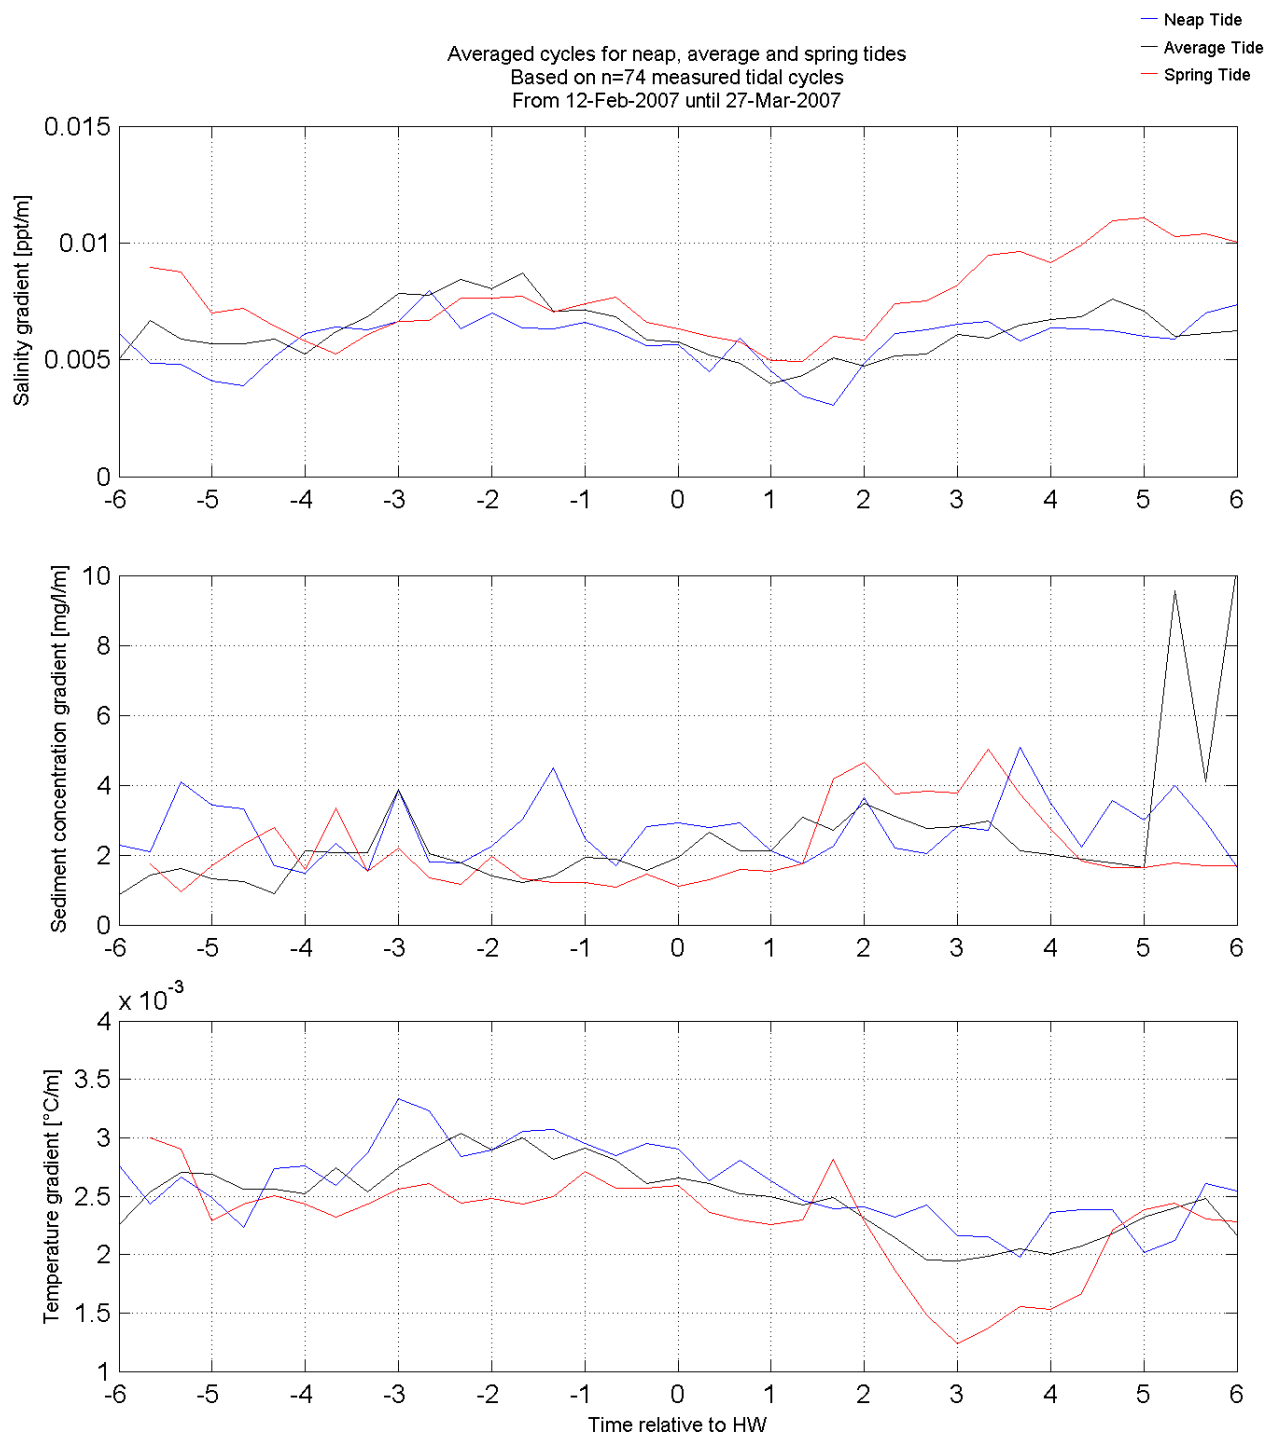 Neap Tide
Average Tide
Spring Tide
Averaged cycles for neap, average and spring tides
Based on n=74 measured tidal cycles
From 12-Feb-2007 until 27-Mar-2007
Salinity gradient [ppt/m]
0.015
0.01
0.005
0
-6 -5 -4 -3 -2 -1 0 1 2 3 4 5 6
Sediment concentration gradient [mg/l/m]
10
8
6
4
2
0
-6 -5 -4 -3 -2 -1 0 1 2 3 4 5 6
x 10^-3
Temperature gradient [°C/m]
4
3.5
3
2.5
2
1.5
1
-6 -5 -4 -3 -2 -1 0 1 2 3 4 5 6
Time relative to HW